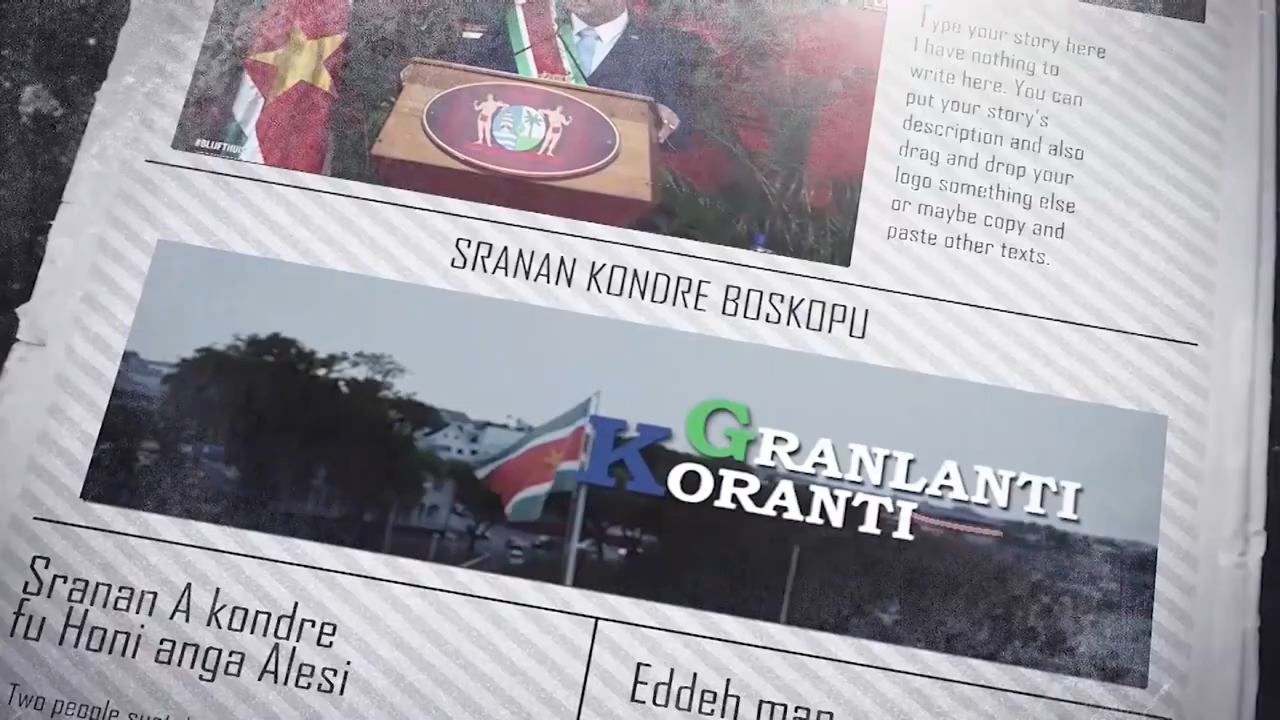 Type your story here
I have nothing to
write here. You can
put your story's
description and also
drag and drop your
logo something else
or maybe copy and
paste other texts.
SRANAN KONDRE BOSKOPU
GRANLANTI
KORANTI
Sranan A kondre
fu Honi anga Alesi
Eddeh man
Two people